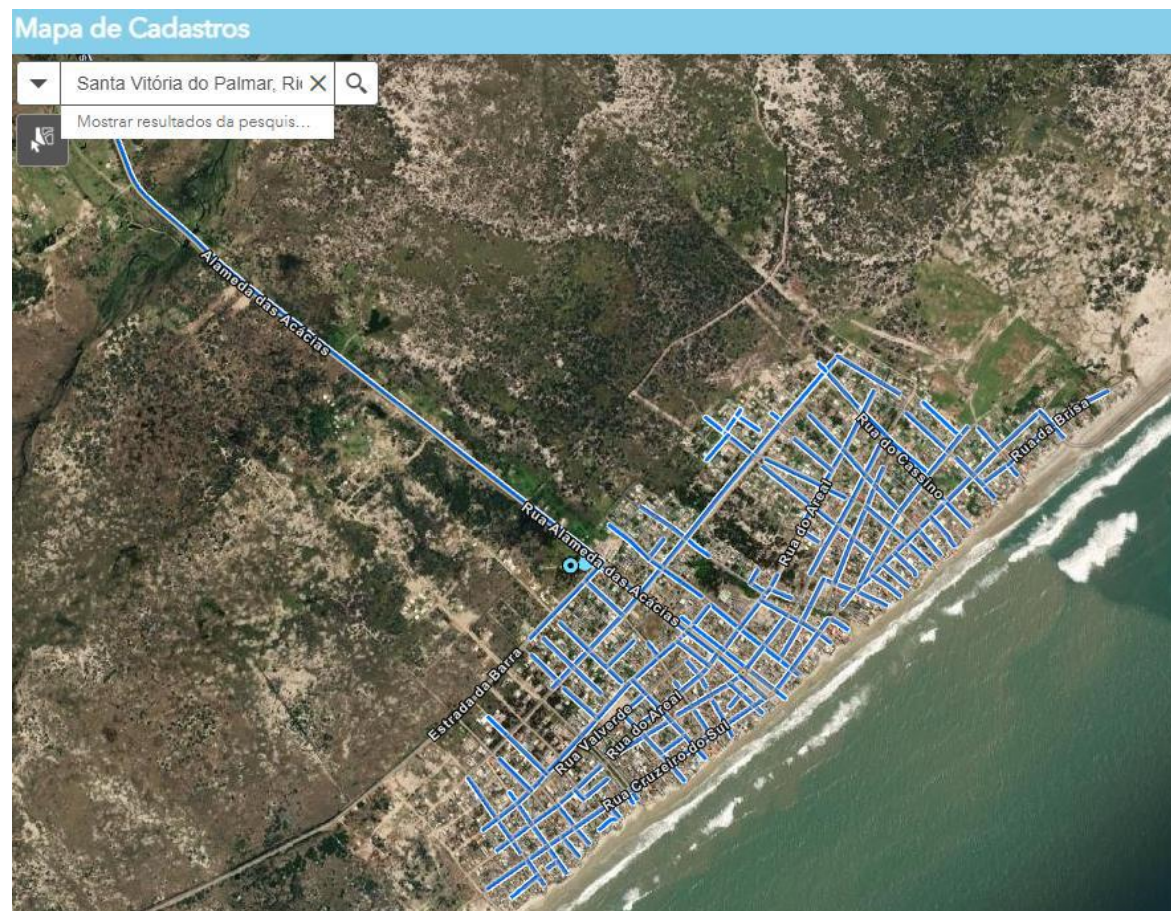 Mapa de Cadastros
Santa Vitória do Palmar, Ri
Mostrar resultados da pesquis...
Alameda das Acácias
Rua da Brisa
Rua do Cassino
Rua do Areal
Rua Alameda das Acácias
Estrada da Barra
Rua Valverde
Rua do Areal
Rua Cruzeiro do Sul